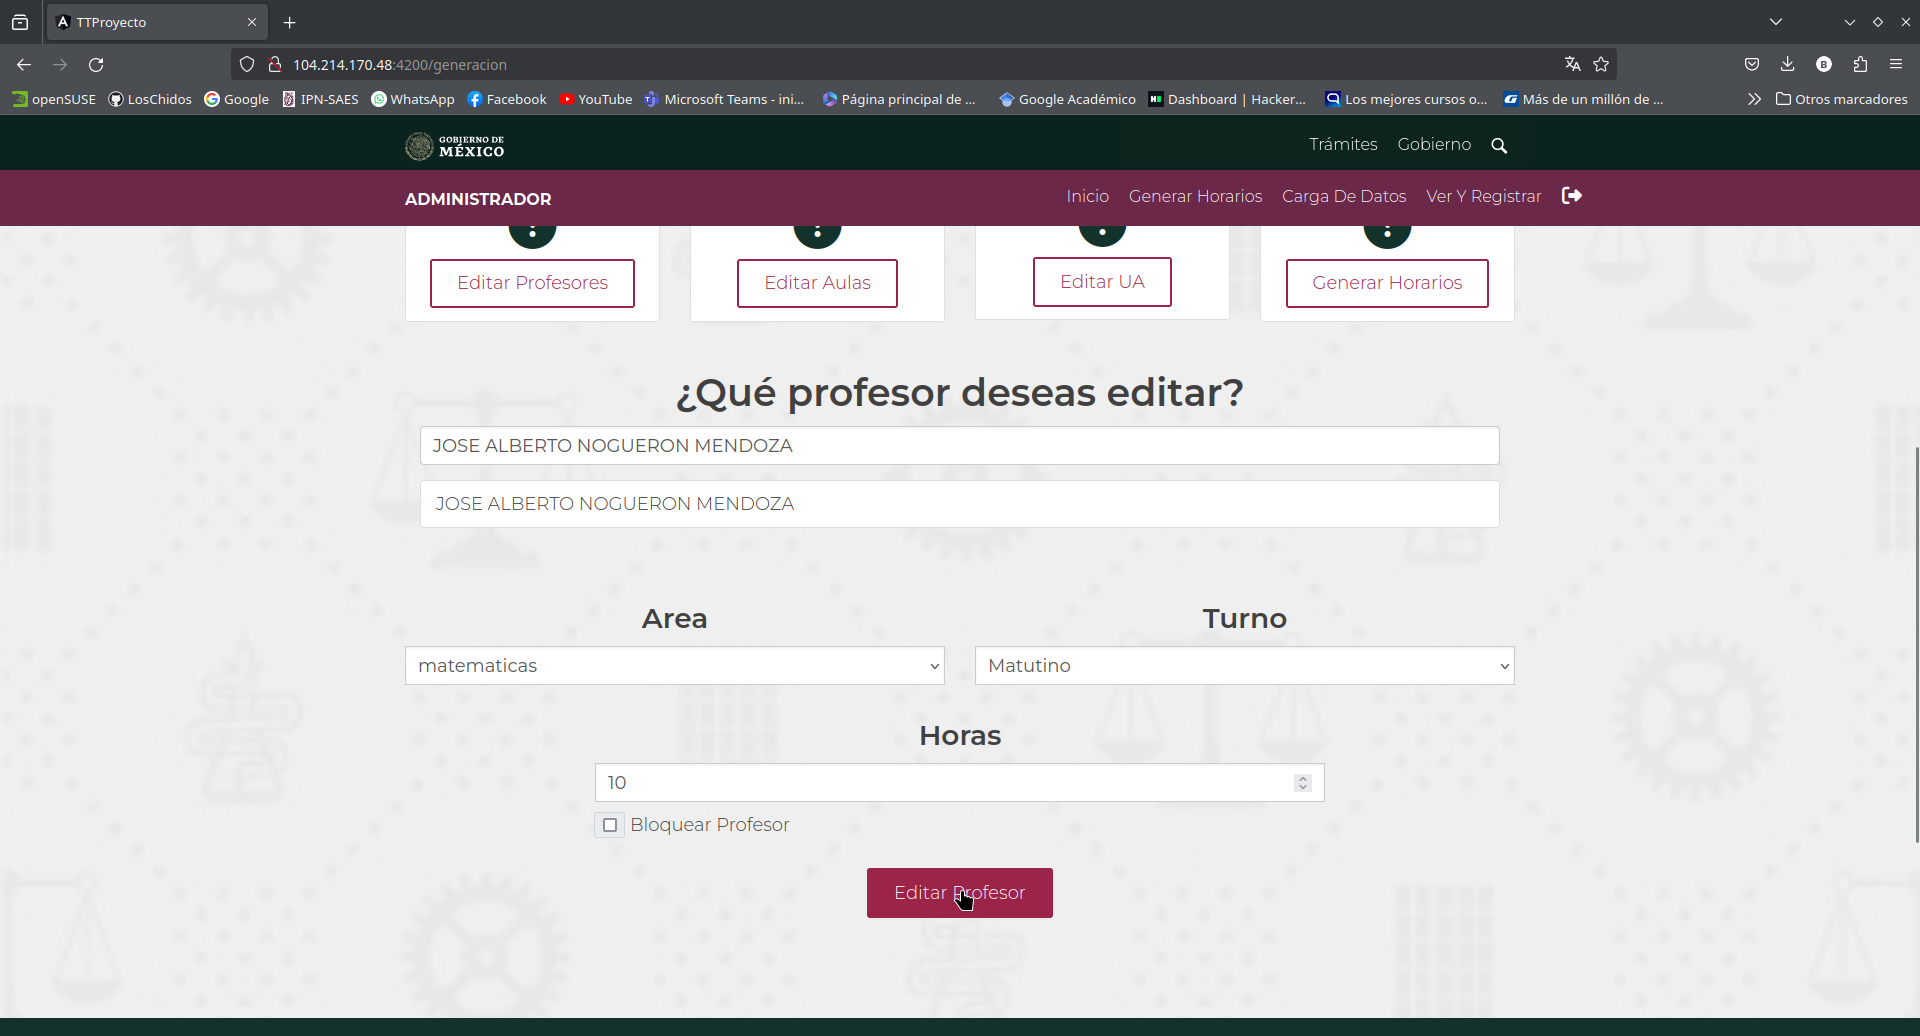 TTProyecto
104.214.170.48:4200/generacion
openSUSE LosChidos Google IPN-SAES WhatsApp Facebook YouTube Microsoft Teams - ini... Página principal de ... Google Académico Dashboard | Hacker... Los mejores cursos o... Más de un millón de ... Otros marcadores
GOBIERNO DE
MÉXICO
Trámites Gobierno
ADMINISTRADOR
Inicio Generar Horarios Carga De Datos Ver Y Registrar
Editar Profesores Editar Aulas Editar UA Generar Horarios
¿Qué profesor deseas editar?
JOSE ALBERTO NOGUERON MENDOZA
JOSE ALBERTO NOGUERON MENDOZA
Area Turno
matematicas Matutino
Horas
10
Bloquear Profesor
Editar Profesor